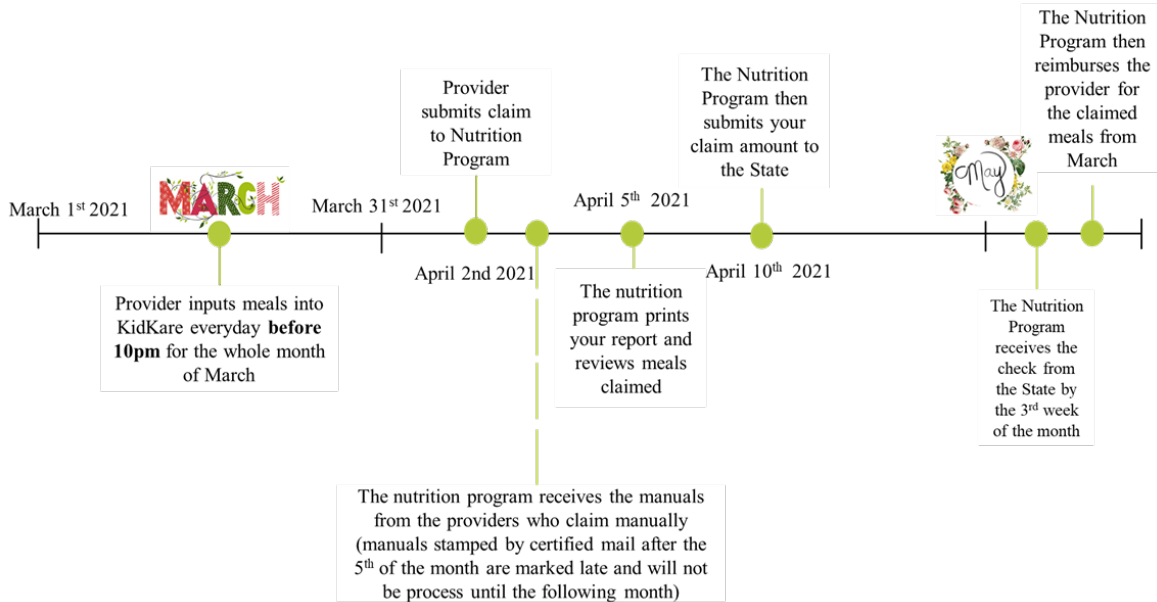 March 1st 2021
MARCH
Provider inputs meals into
KidKare everyday before
10pm for the whole month
of March
March 31st 2021
Provider
submits claim
to Nutrition
Program
April 2nd 2021
The nutrition program receives the manuals
from the providers who claim manually
(manuals stamped by certified mail after the
5th of the month are marked late and will not
be process until the following month)
April 5th 2021
The nutrition
program prints
your report and
reviews meals
claimed
The Nutrition
Program then
submits your
claim amount to
the State
April 10th 2021
May
The Nutrition
Program
receives the
check from
the State by
the 3rd week
of the month
The Nutrition
Program then
reimburses the
provider for
the claimed
meals from
March